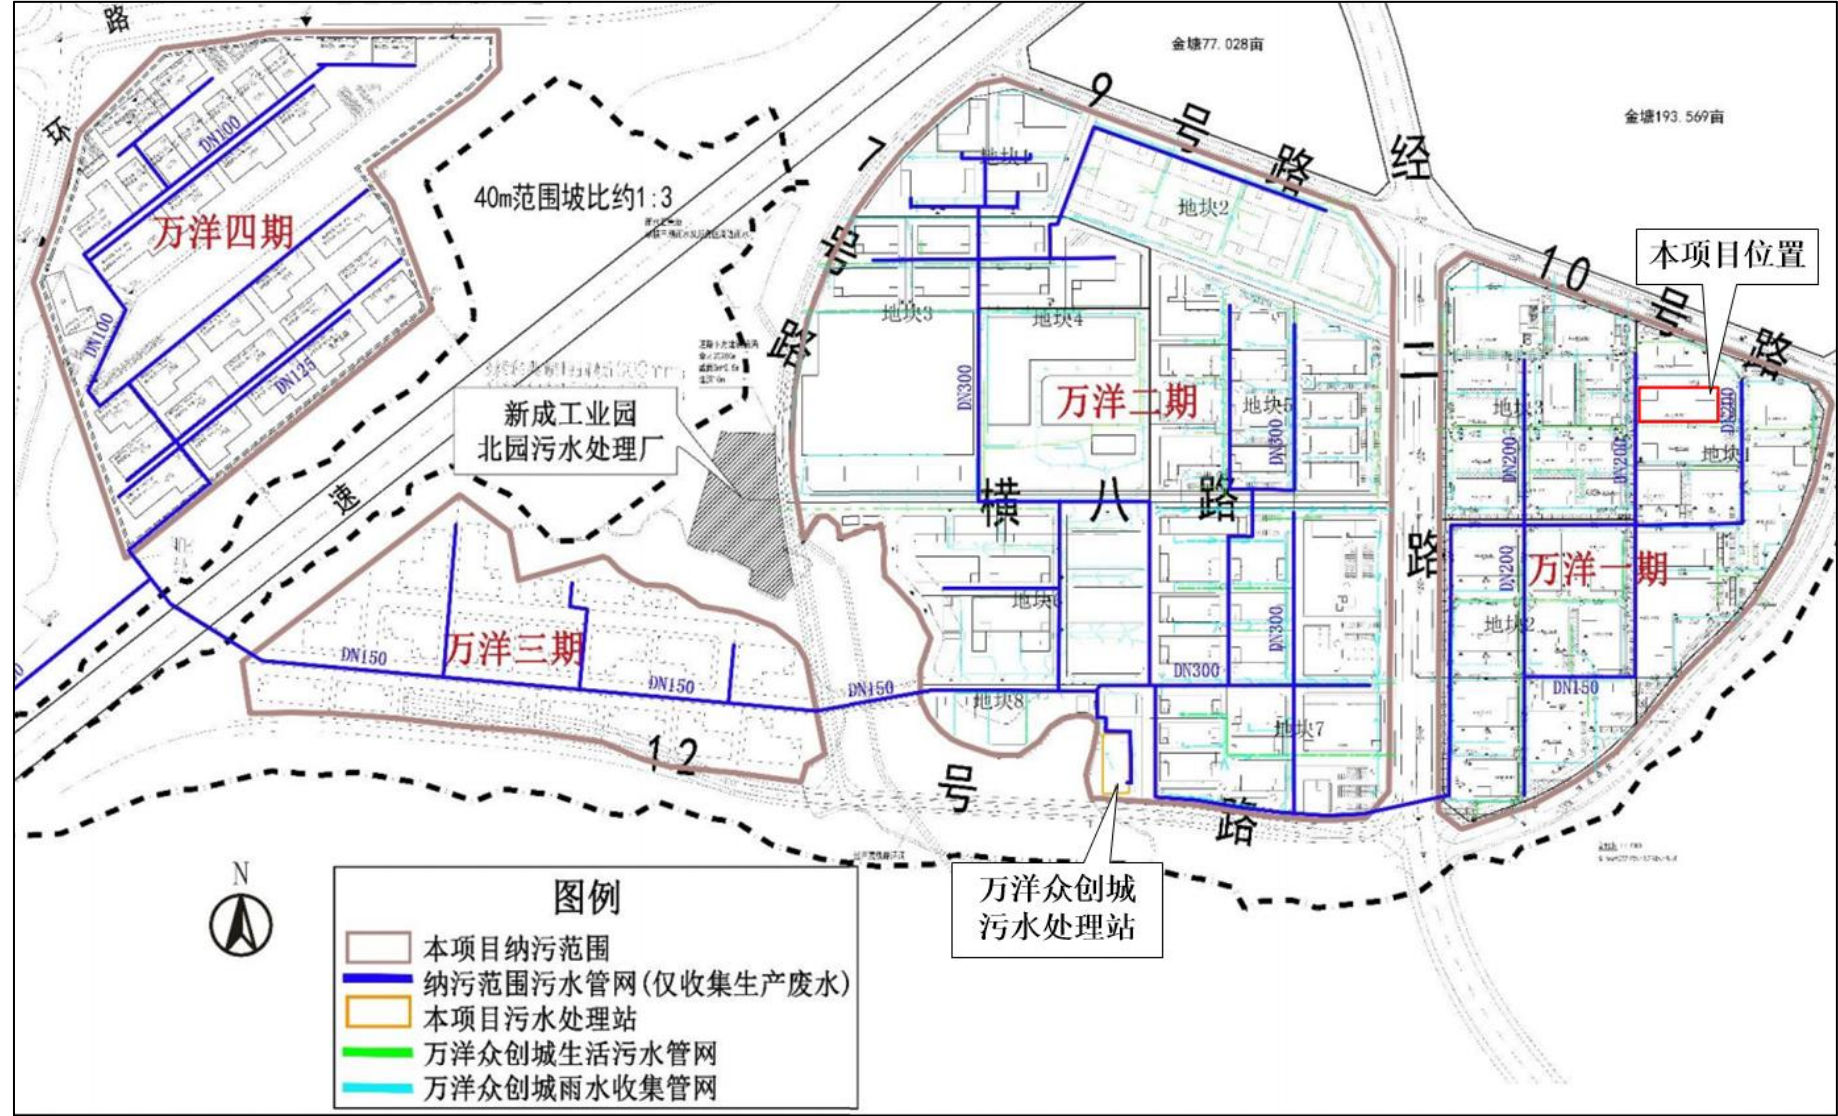 路
环
速
金塘77.028亩
金塘193.569亩
9号路
经二路
7号路
10号路
本项目位置
40m范围坡比约1:3
万洋四期
DN100
DN100
DN125
地块1
地块2
地块3
地块4
地块5
DN300
DN300
万洋二期
横八路
新成工业园
北园污水处理厂
地块3
地块1
DN200
DN200
DN200
DN200
万洋一期
地块2
DN150
万洋三期
DN150
DN150
DN150
地块6
地块8
DN300
DN300
地块7
12号路
万洋众创城
污水处理站
N
图例
本项目纳污范围
纳污范围污水管网(仅收集生产废水)
本项目污水处理站
万洋众创城生活污水管网
万洋众创城雨水收集管网